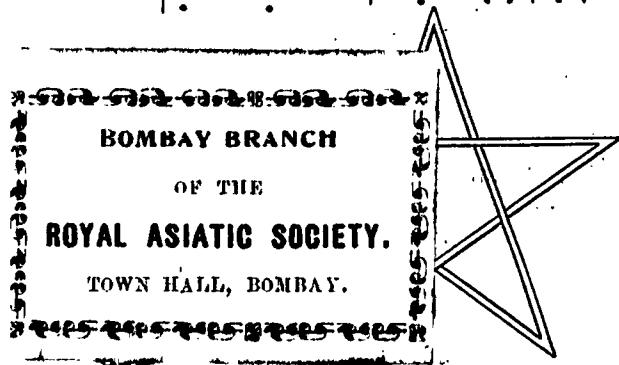 BOMBAY BRANCH
OF THE
ROYAL ASIATIC SOCIETY.
TOWN HALL, BOMBAY.